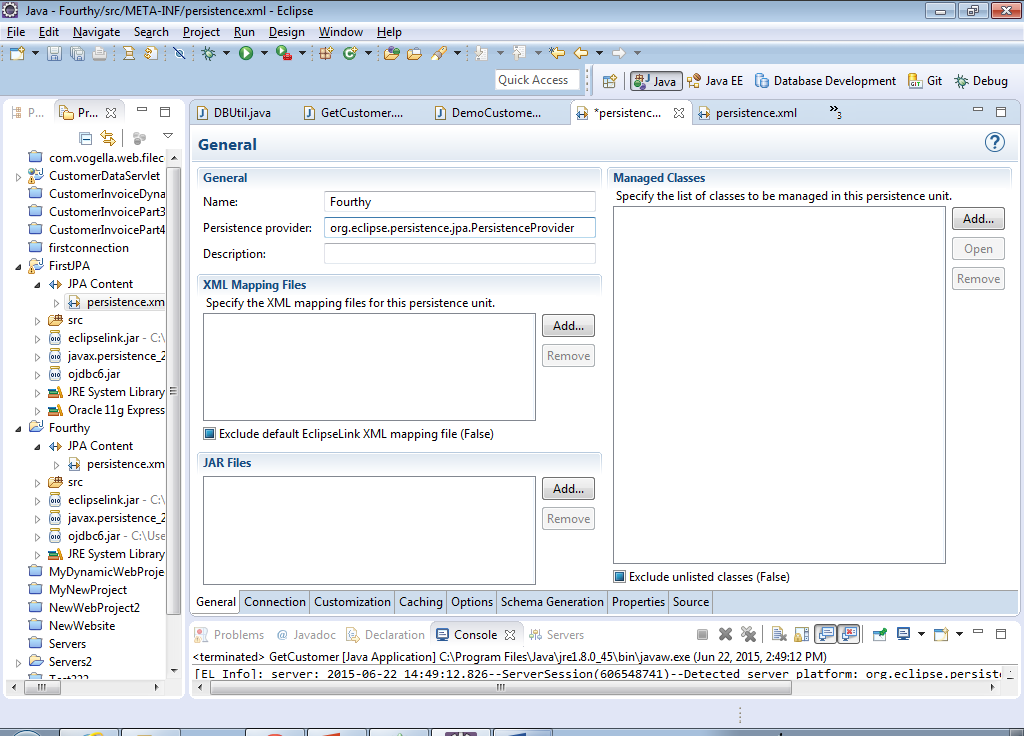 Java - Fourthy/src/META-INF/persistence.xml - Eclipse
File Edit Navigate Search Project Run Design Window Help
Quick Access
Java Java EE Database Development Git Debug
P... Pr...
DBUtil.java GetCustomer.... DemoCustome... *persistenc... persistence.xml »3
com.vogella.web.filec
CustomerDataServlet
CustomerInvoiceDyna
CustomerInvoicePart3
CustomerInvoicePart4
firstconnection
FirstJPA
JPA Content
persistence.xm
src
eclipselink.jar - C:\
javax.persistence_2
ojdbc6.jar
JRE System Library
Oracle 11g Express
Fourthy
JPA Content
persistence.xm
src
eclipselink.jar - C:\
javax.persistence_2
ojdbc6.jar - C:\Use
JRE System Library
MyDynamicWebProje
MyNewProject
NewWebProject2
NewWebsite
Servers
Servers2
General
General
Name: Fourthy
Persistence provider: org.eclipse.persistence.jpa.PersistenceProvider
Description:
XML Mapping Files
Specify the XML mapping files for this persistence unit.
Add...
Remove
Exclude default EclipseLink XML mapping file (False)
JAR Files
Add...
Remove
Managed Classes
Specify the list of classes to be managed in this persistence unit.
Add...
Open
Remove
Exclude unlisted classes (False)
General Connection Customization Caching Options Schema Generation Properties Source
Problems @ Javadoc Declaration Console Servers
<terminated> GetCustomer [Java Application] C:\Program Files\Java\jre1.8.0_45\bin\javaw.exe (Jun 22, 2015, 2:49:12 PM)
[EL Info]: server: 2015-06-22 14:49:12.826--ServerSession(606548741)--Detected server platform: org.eclipse.persiste